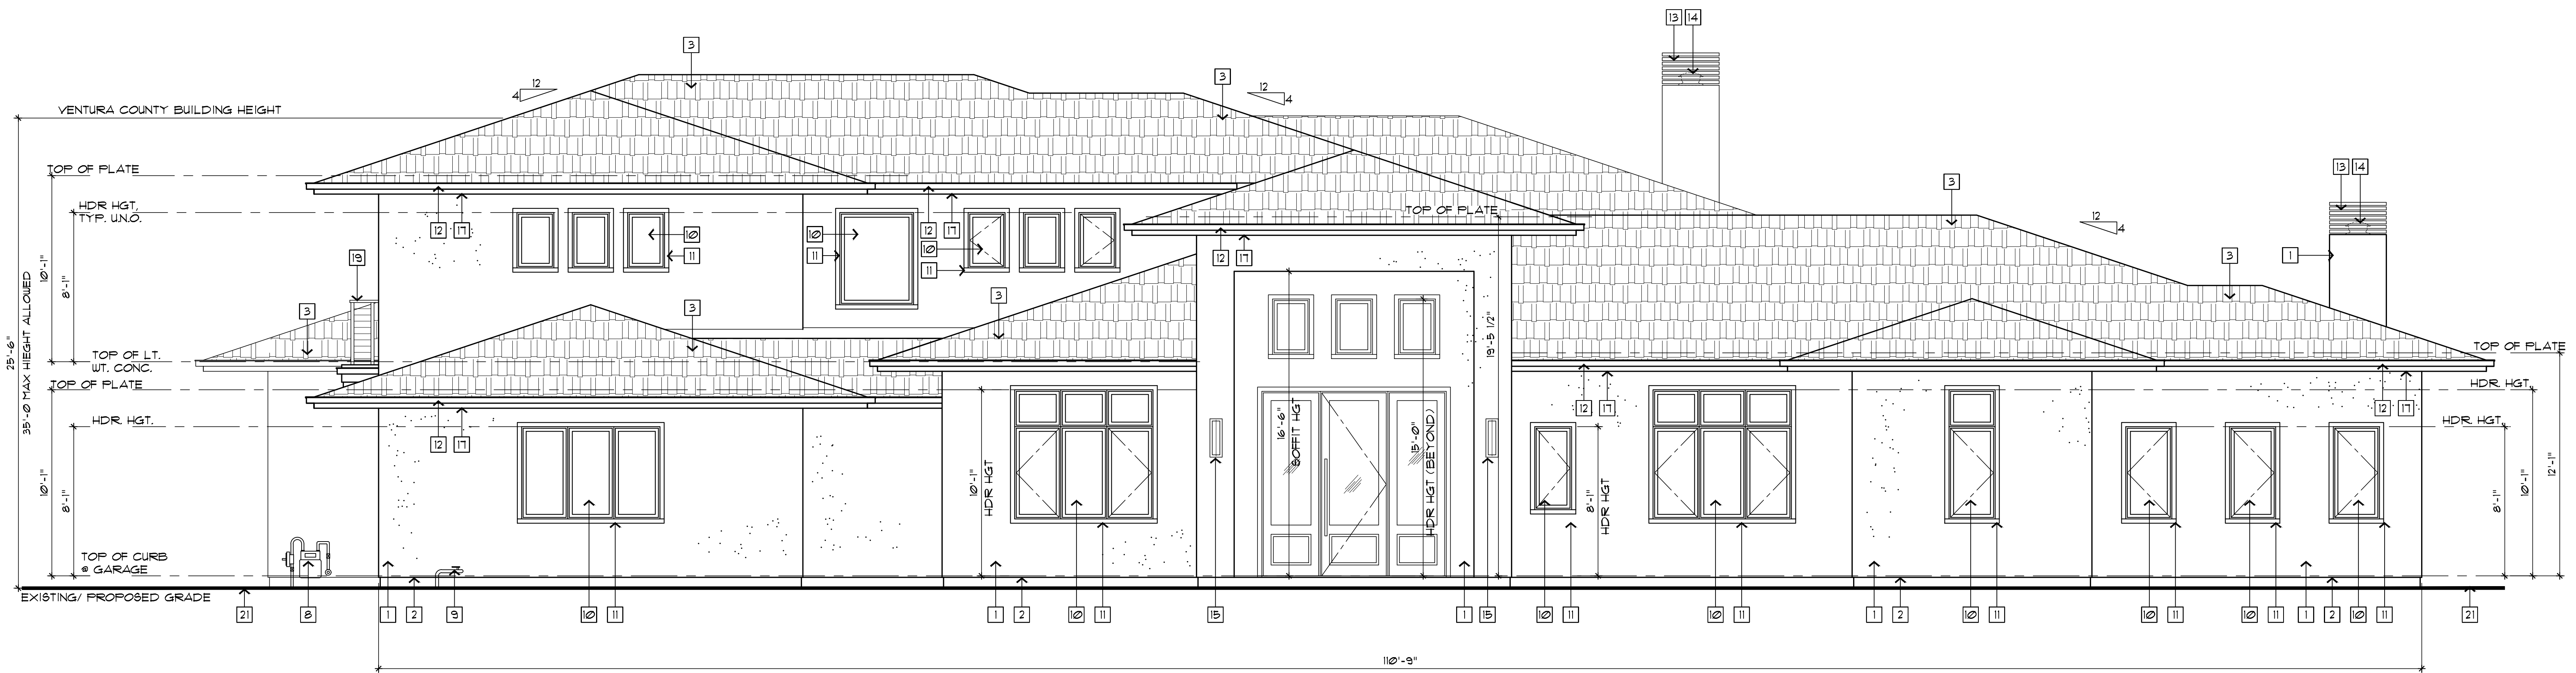 13 14
3
12
4
3
12
4
VENTURA COUNTY BUILDING HEIGHT
13 14
TOP OF PLATE
3
HDR HGT,
TYP. U.N.O.
TOP OF PLATE
12
4
12 17
10
11
10
11
12 17
10
11
12 17
19
1
3
3
3
3
3
25'-6"
35'-0 MAX HIEGHT ALLOWED
10'-1"
8'-1"
19'-5 1/2"
TOP OF LT.
WT. CONC.
TOP OF PLATE
TOP OF PLATE
HDR. HGT.
HDR. HGT.
HDR. HGT.
12 17
12 17
12 17
10'-1"
8'-1"
10'-1"
HDR HGT
16'-6"
SOFFIT HGT
15'-0"
HDR HGT (BEYOND)
8'-1"
HDR HGT
8'-1"
10'-1"
12'-1"
TOP OF CURB
@ GARAGE
EXISTING/ PROPOSED GRADE
21 8 1 2 9 10 11 1 2 10 11 15 1 15 10 11 10 11 1 2 10 11 10 11 10 11 1 2 10 11 21
110'-9"